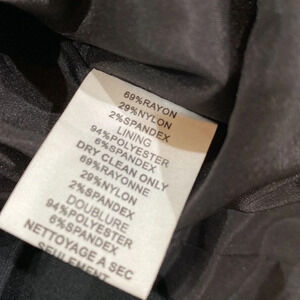 69%RAYON
29%NYLON
2%SPANDEX
LINING
94%POLYESTER
6%SPANDEX
DRY CLEAN ONLY
69%RAYONNE
29%NYLON
2%SPANDEX
DOUBLURE
94%POLYESTER
6%SPANDEX
NETTOYAGE A SEC
SEULEMENT